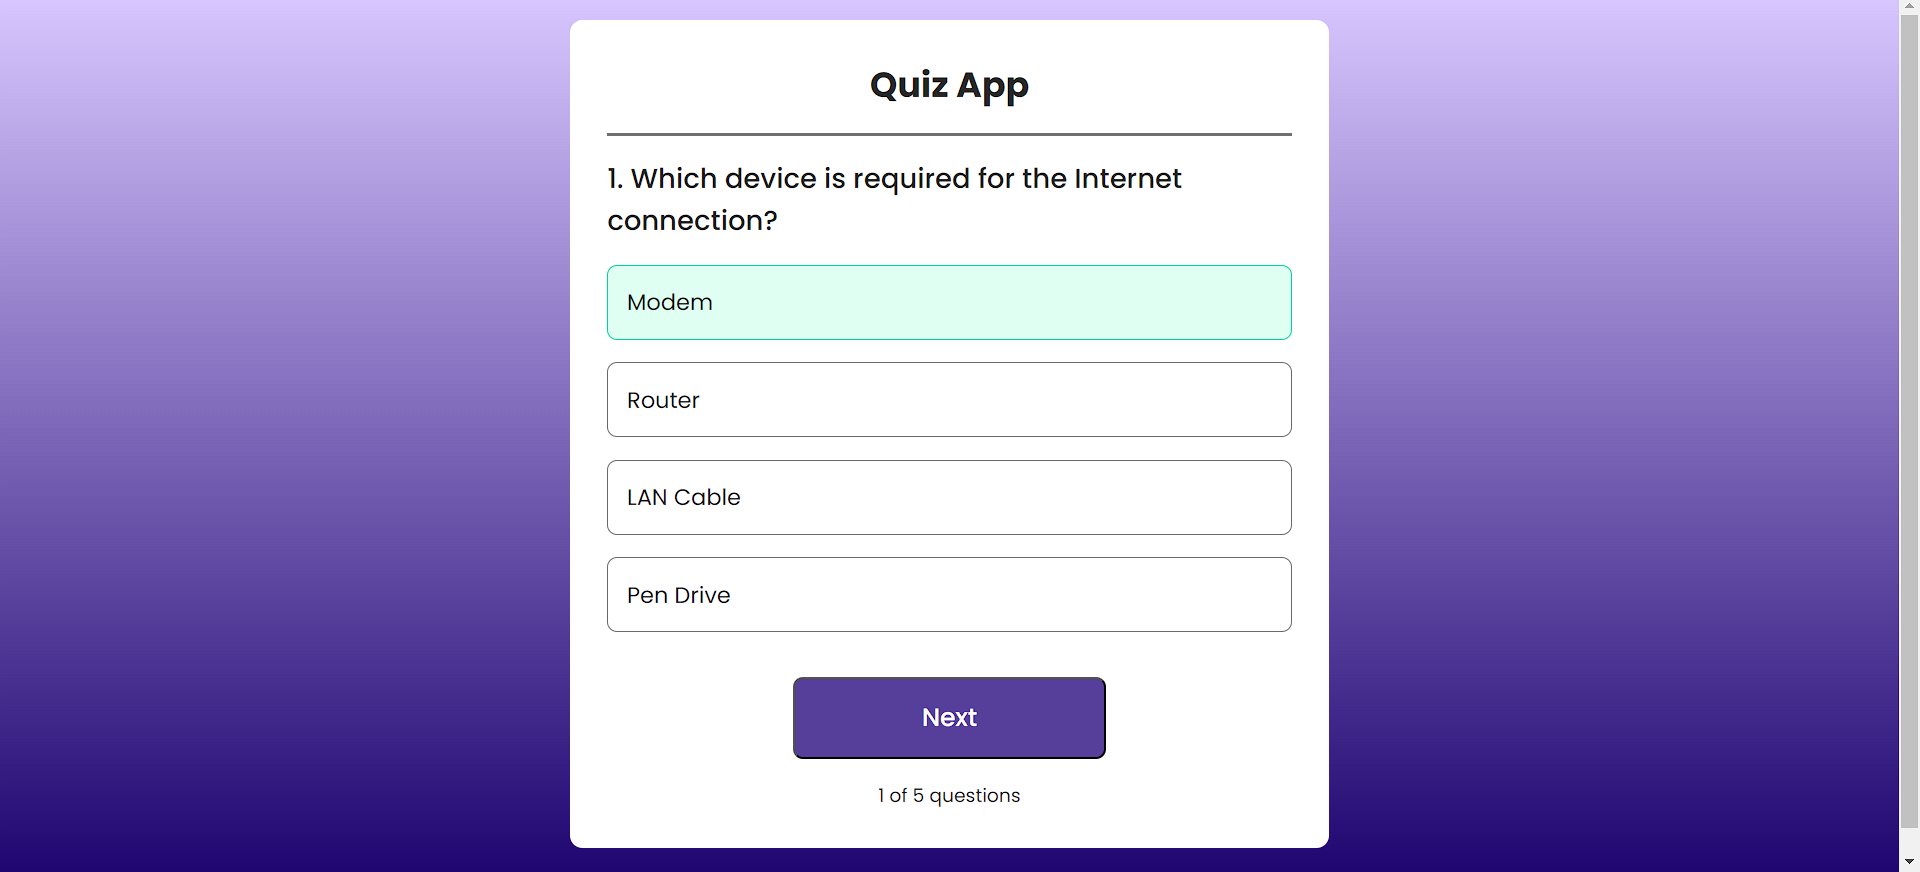 Quiz App
1. Which device is required for the Internet
connection?
Modem
Router
LAN Cable
Pen Drive
Next
1 of 5 questions